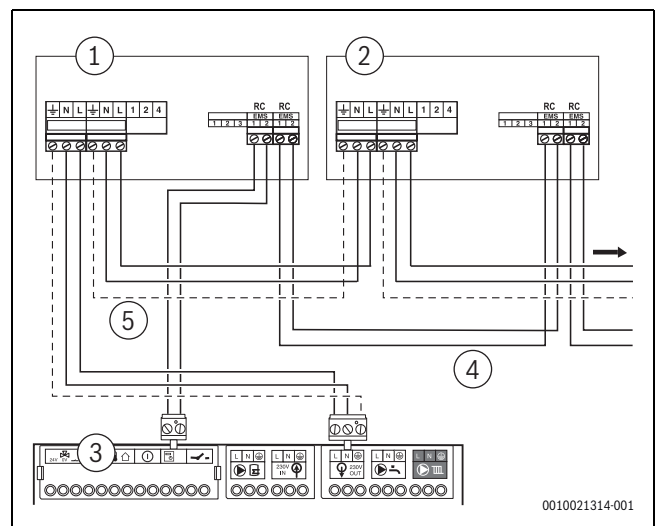 1
2
RC RC
RC RC
⏚ N L ⏚ N L 1 2 4
EMS
1 2 3 1 2 1 2
⏚ N L ⏚ N L 1 2 4
EMS
1 2 3 1 2 1 2
5
4
3
24V 0V
L N L N
230V
IN
L N L N L N
230V
OUT
0010021314-001